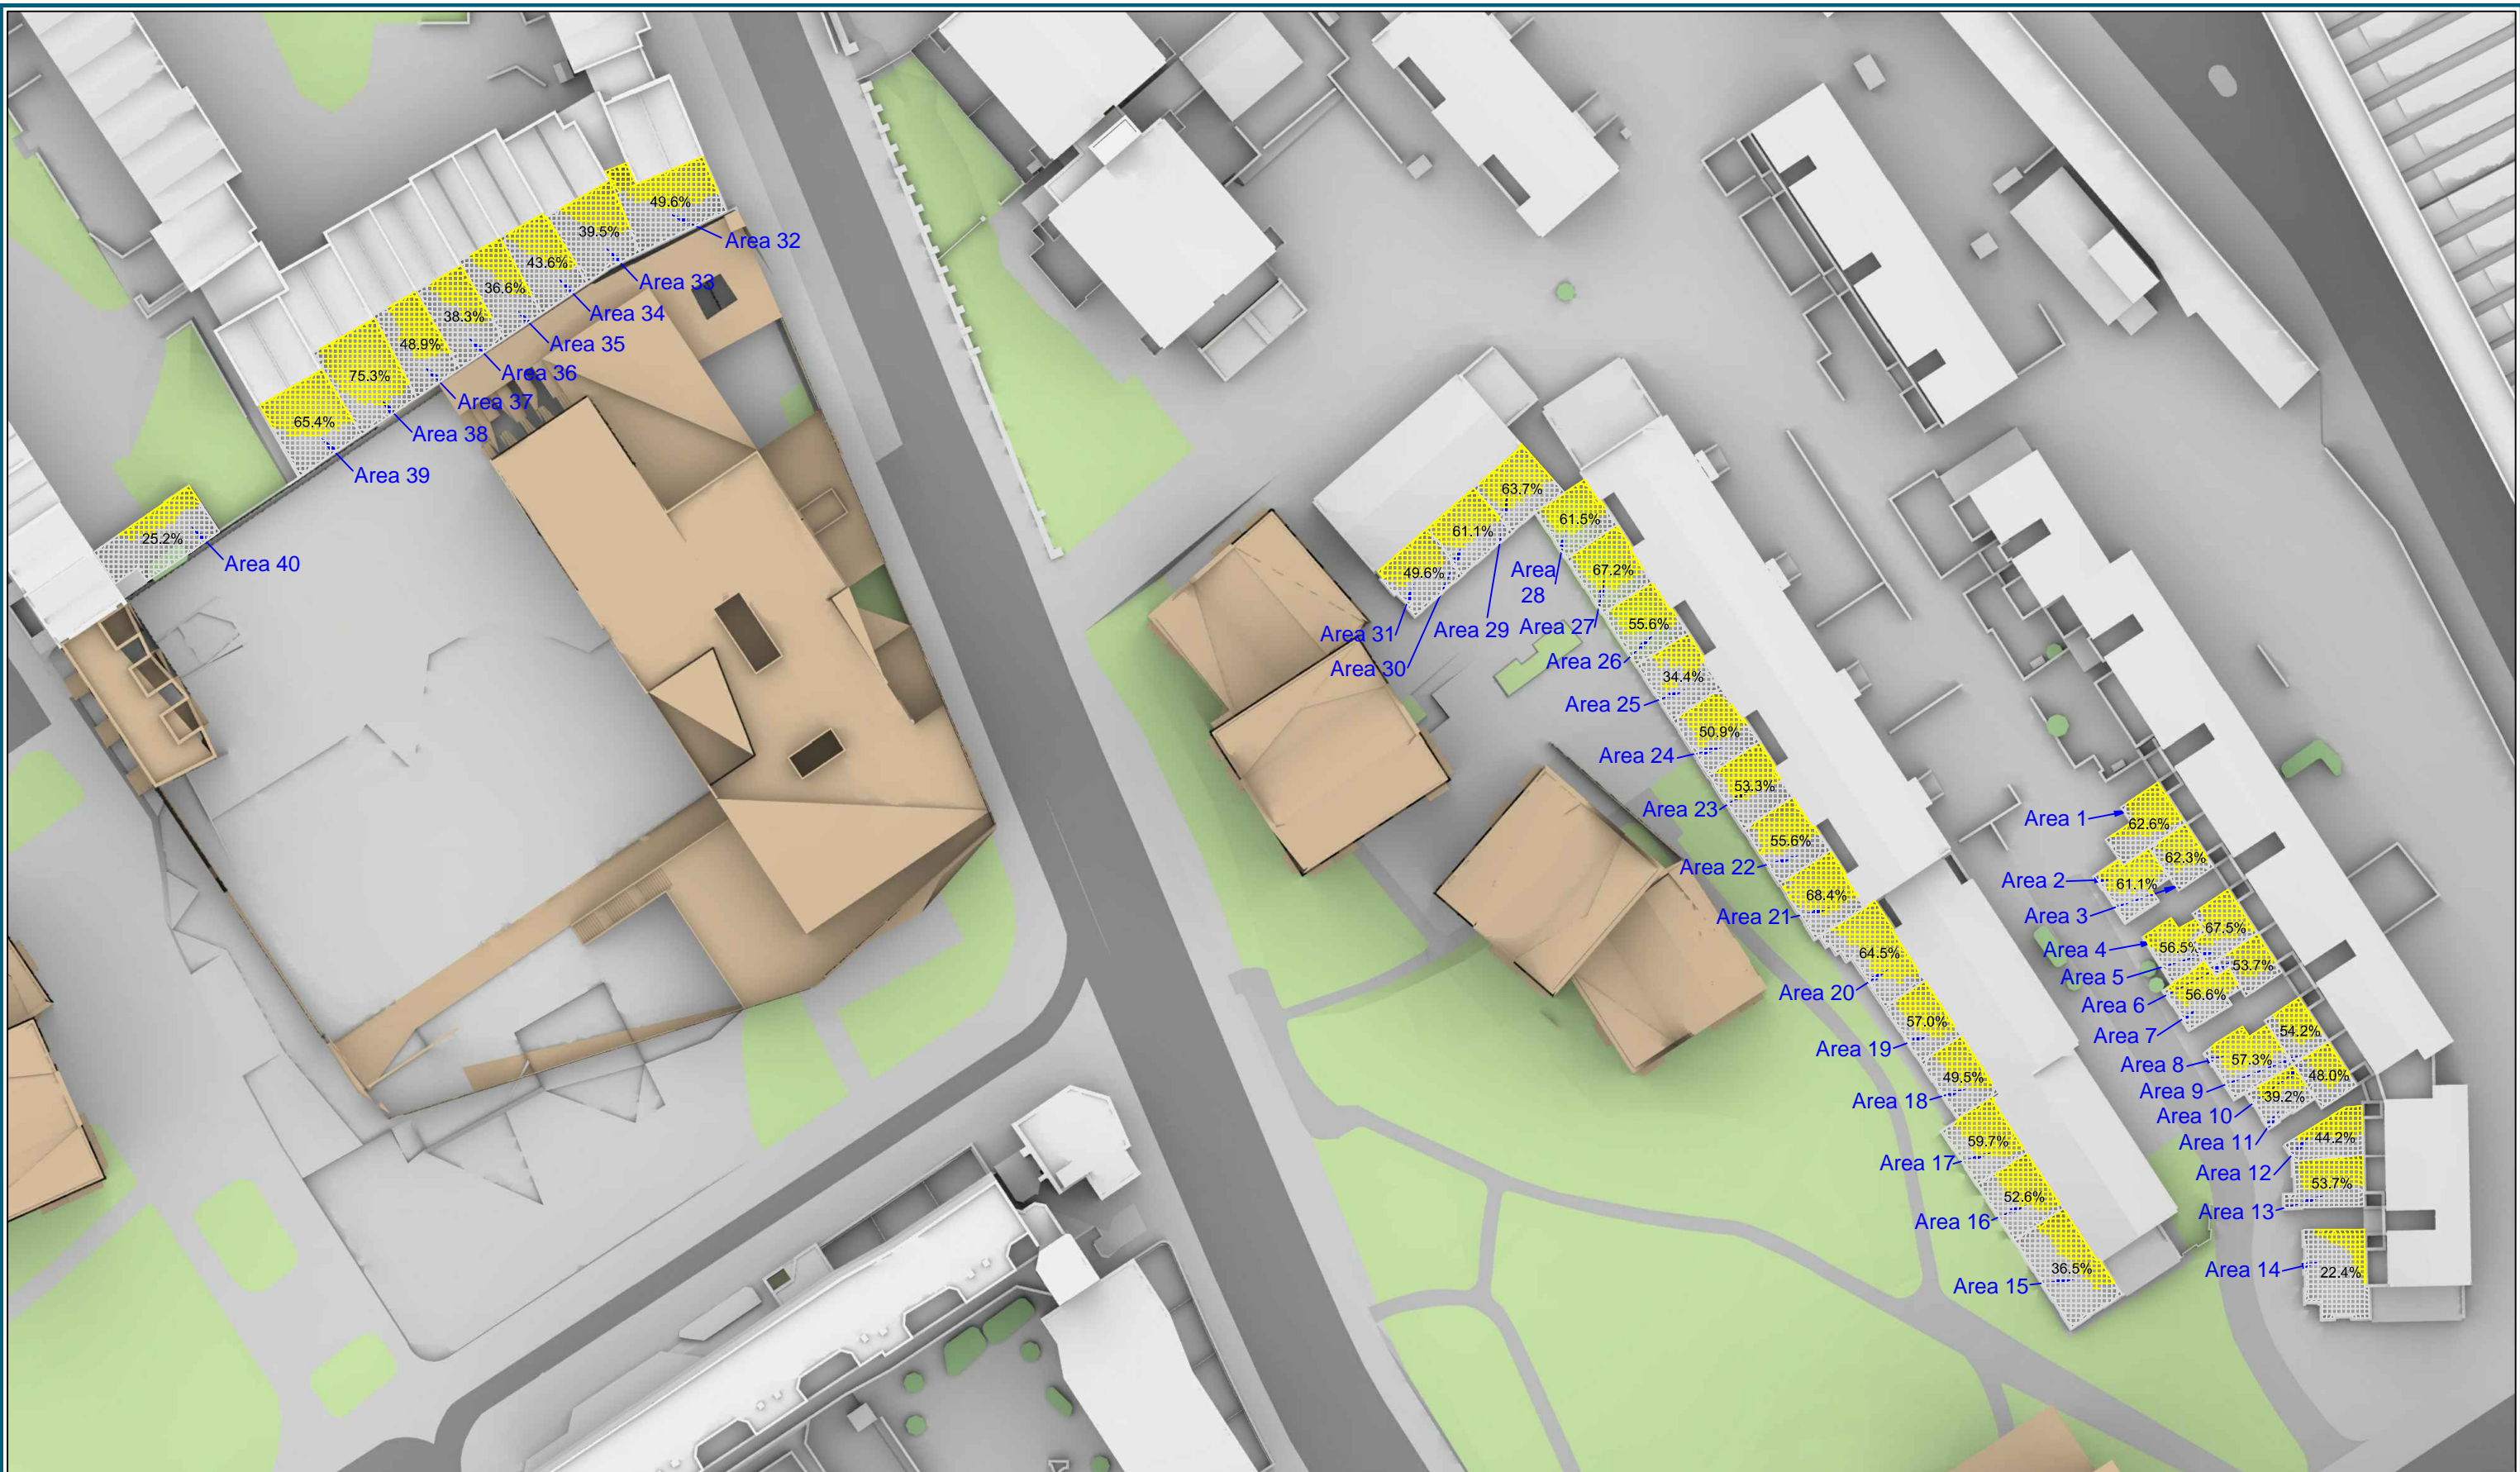 49.6%
Area 32
39.5%
Area 33
43.6%
Area 34
36.6%
Area 35
38.3%
Area 36
48.9%
Area 37
75.3%
Area 38
65.4%
Area 39
25.2%
Area 40
63.7%
61.1%
49.6%
Area 31
Area 30
Area 29
61.5%
Area
28
67.2%
Area 27
55.6%
Area 26
34.4%
Area 25
50.9%
Area 24
53.3%
Area 23
55.6%
Area 22
68.4%
Area 21
64.5%
Area 20
57.0%
Area 19
49.5%
Area 18
59.7%
Area 17
52.6%
Area 16
36.5%
Area 15
Area 1
62.6%
62.3%
Area 2
61.1%
Area 3
67.5%
Area 4
56.5%
Area 5
53.7%
Area 6
56.6%
Area 7
54.2%
Area 8
57.3%
Area 9
48.0%
Area 10
39.2%
Area 11
44.2%
Area 12
53.7%
Area 13
Area 14
22.4%